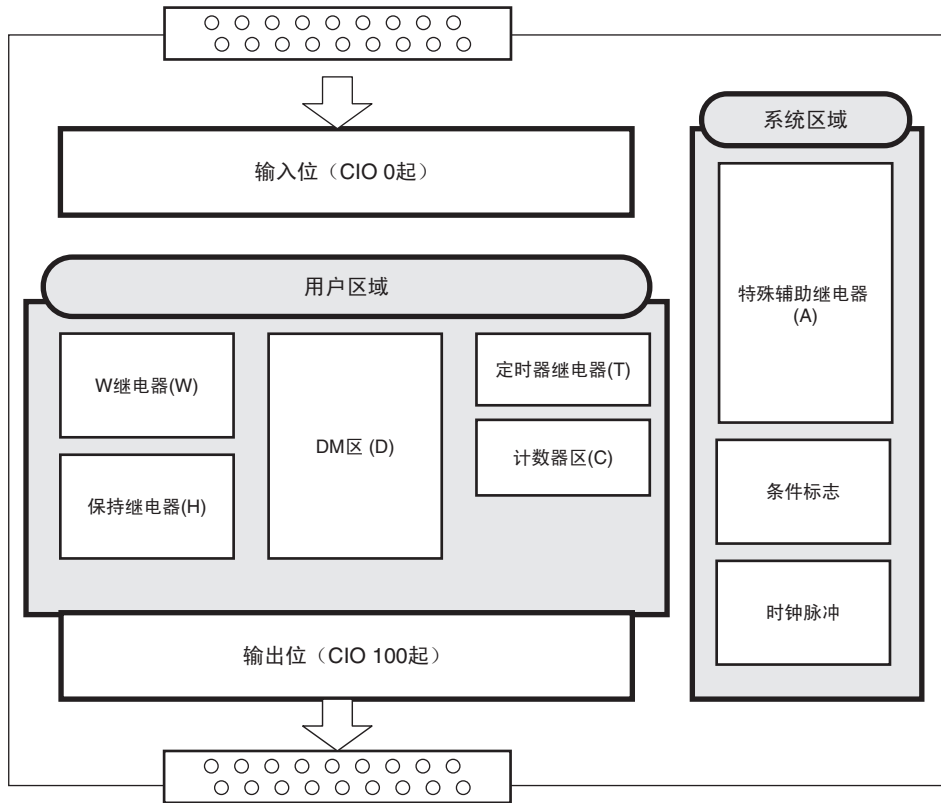 输入位（CIO 0起）
系统区域
特殊辅助继电器
(A)
条件标志
时钟脉冲
用户区域
W继电器(W)
保持继电器(H)
DM区 (D)
定时器继电器(T)
计数器区(C)
输出位（CIO 100起）